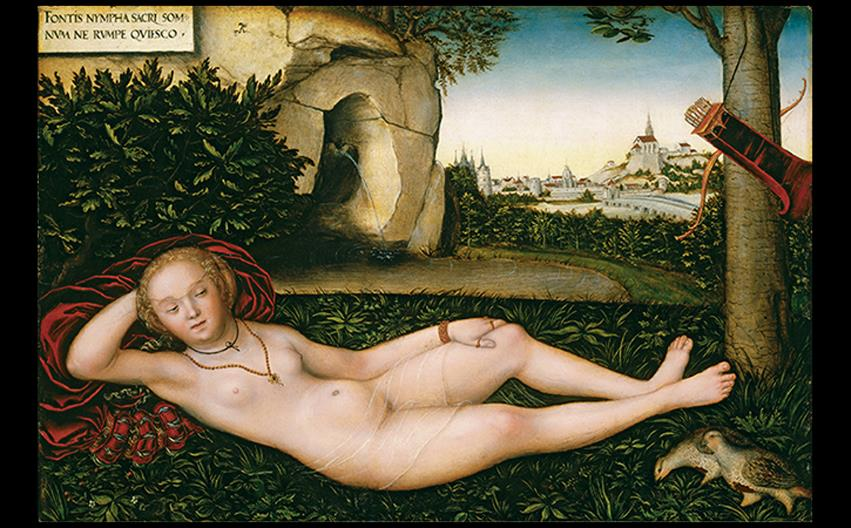 FONTIS NYMPHA SACRI SOM
NVM NE RVMPE QVIESCO ·